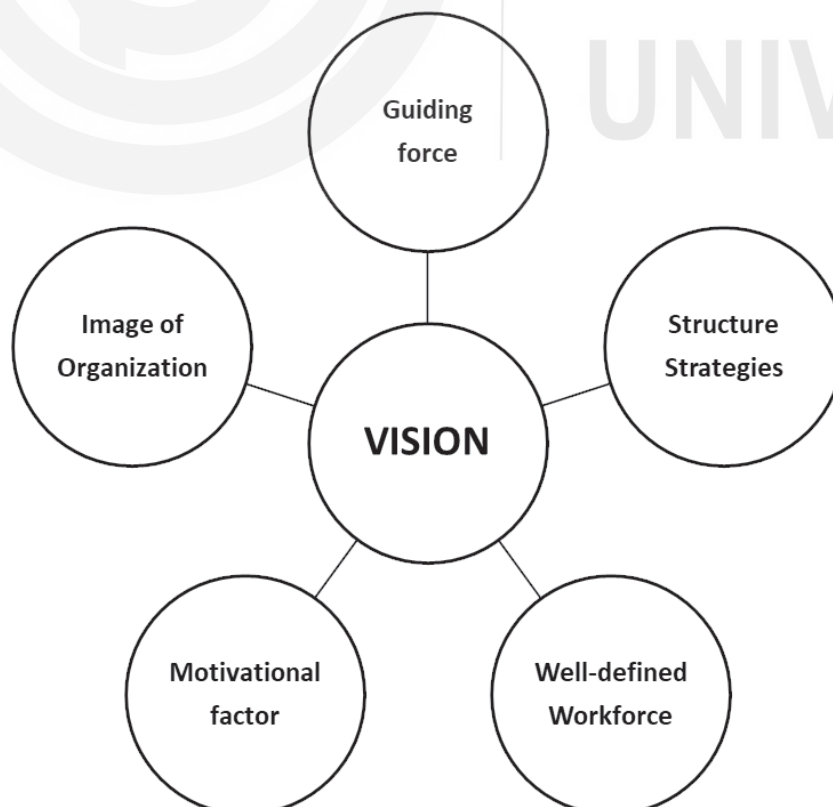 UNIV
Guiding
force
Image of
Organization
Structure
Strategies
VISION
Motivational
factor
Well-defined
Workforce